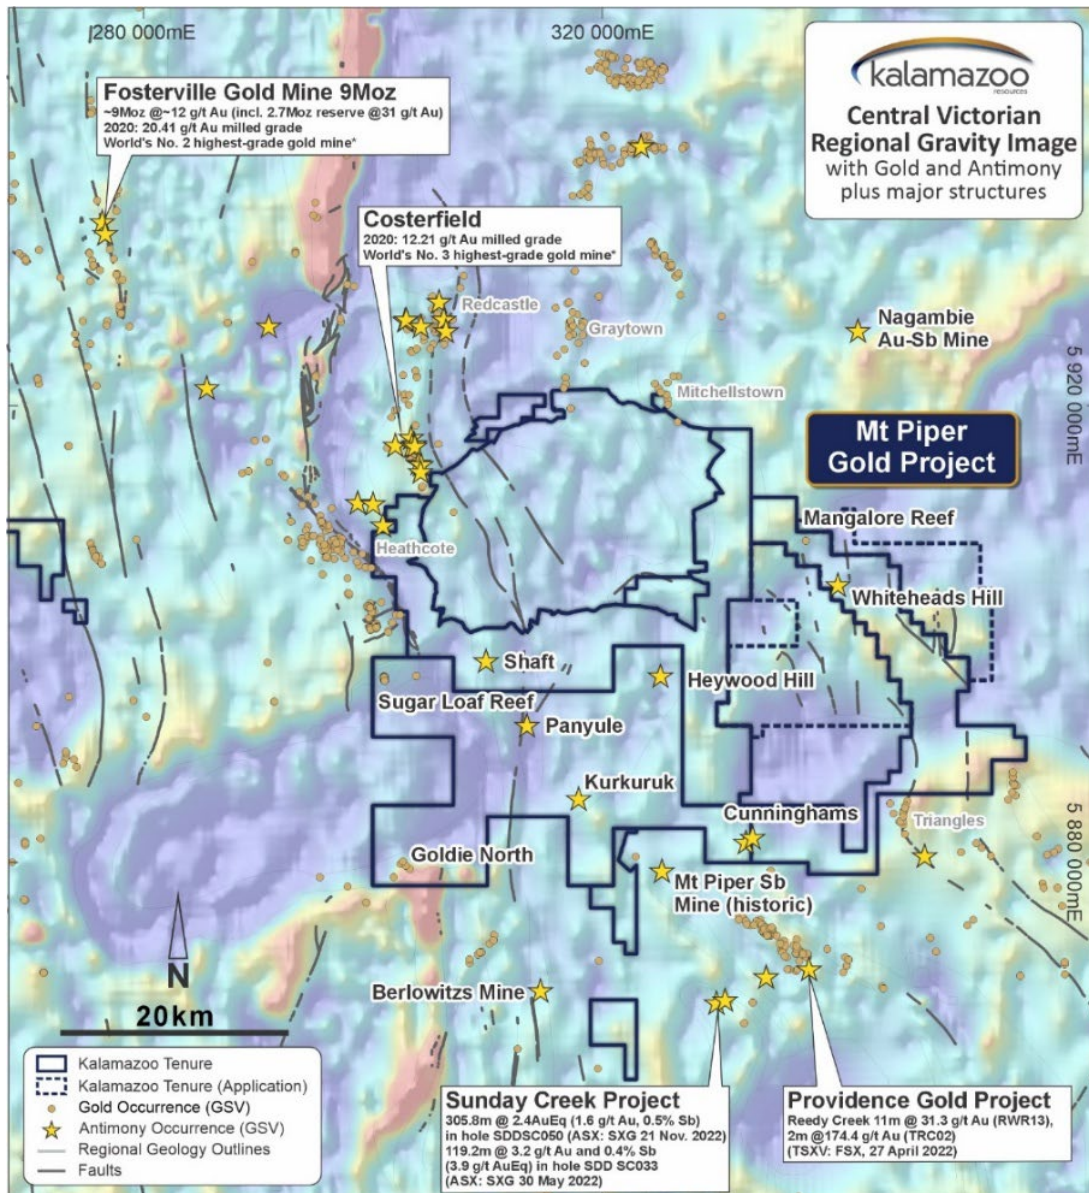 280 000mE
320 000mE
kalamazoo
resources
Central Victorian
Regional Gravity Image
with Gold and Antimony
plus major structures
Fosterville Gold Mine 9Moz
~9Moz @~12 g/t Au (incl. 2.7Moz reserve @31 g/t Au)
2020: 20.41 g/t Au milled grade
World's No. 2 highest-grade gold mine*
Costerfield
2020: 12.21 g/t Au milled grade
World's No. 3 highest-grade gold mine*
Redcastle
Graytown
Nagambie
Au-Sb Mine
5 920 000mE
Mitchellstown
Mt Piper
Gold Project
Mangalore Reef
Heathcote
Whiteheads Hill
Shaft
Heywood Hill
Sugar Loaf Reef
Panyule
Kurkuruk
Cunninghams
Triangles
5 880 000mE
Goldie North
Mt Piper Sb
Mine (historic)
N
20km
Berlowitzs Mine
Kalamazoo Tenure
Kalamazoo Tenure (Application)
Gold Occurrence (GSV)
Antimony Occurrence (GSV)
Regional Geology Outlines
Faults
Sunday Creek Project
305.8m @ 2.4AuEq (1.6 g/t Au, 0.5% Sb)
in hole SDDSC050 (ASX: SXG 21 Nov. 2022)
119.2m @ 3.2 g/t Au and 0.4% Sb
(3.9 g/t AuEq) in hole SDD SC033
(ASX: SXG 30 May 2022)
Providence Gold Project
Reedy Creek 11m @ 31.3 g/t Au (RWR13),
2m @174.4 g/t Au (TRC02)
(TSXV: FSX, 27 April 2022)